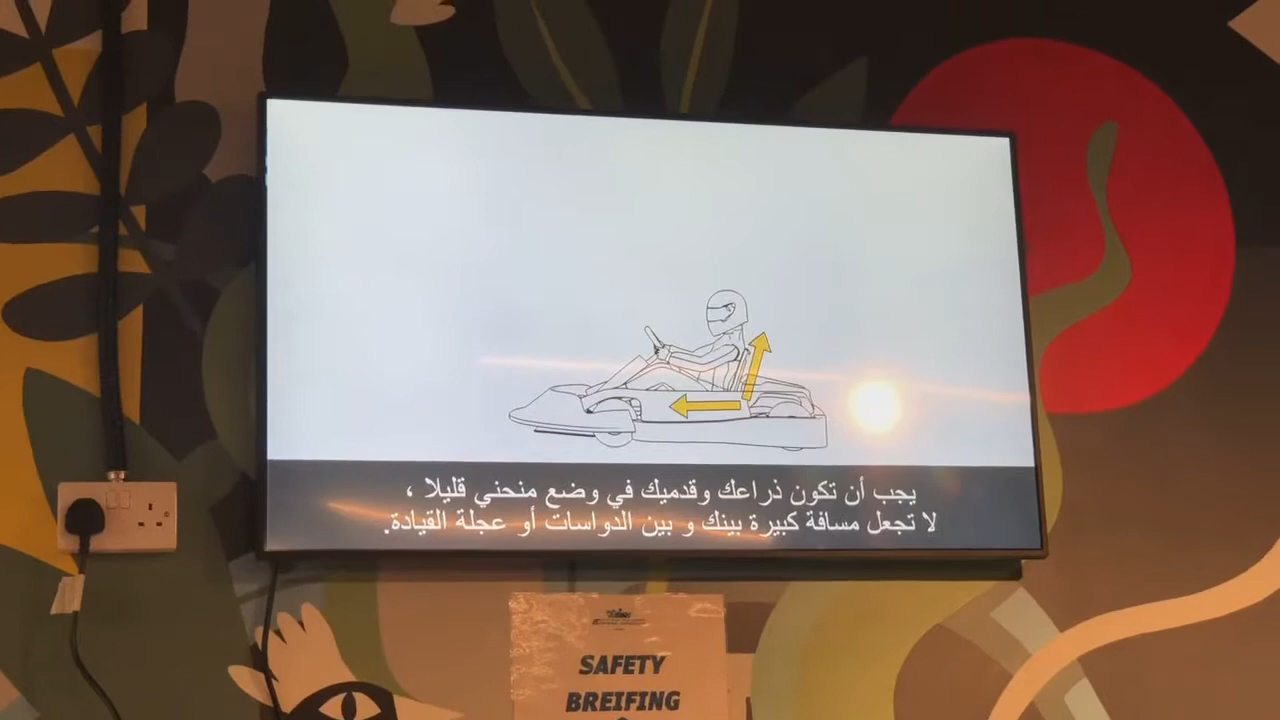 يجب أن تكون ذراعك وقدميك في وضع منحني قليلا ،
لا تجعل مسافة كبيرة بينك و بين الدواسات أو عجلة القيادة.
SAFETY
BREIFING